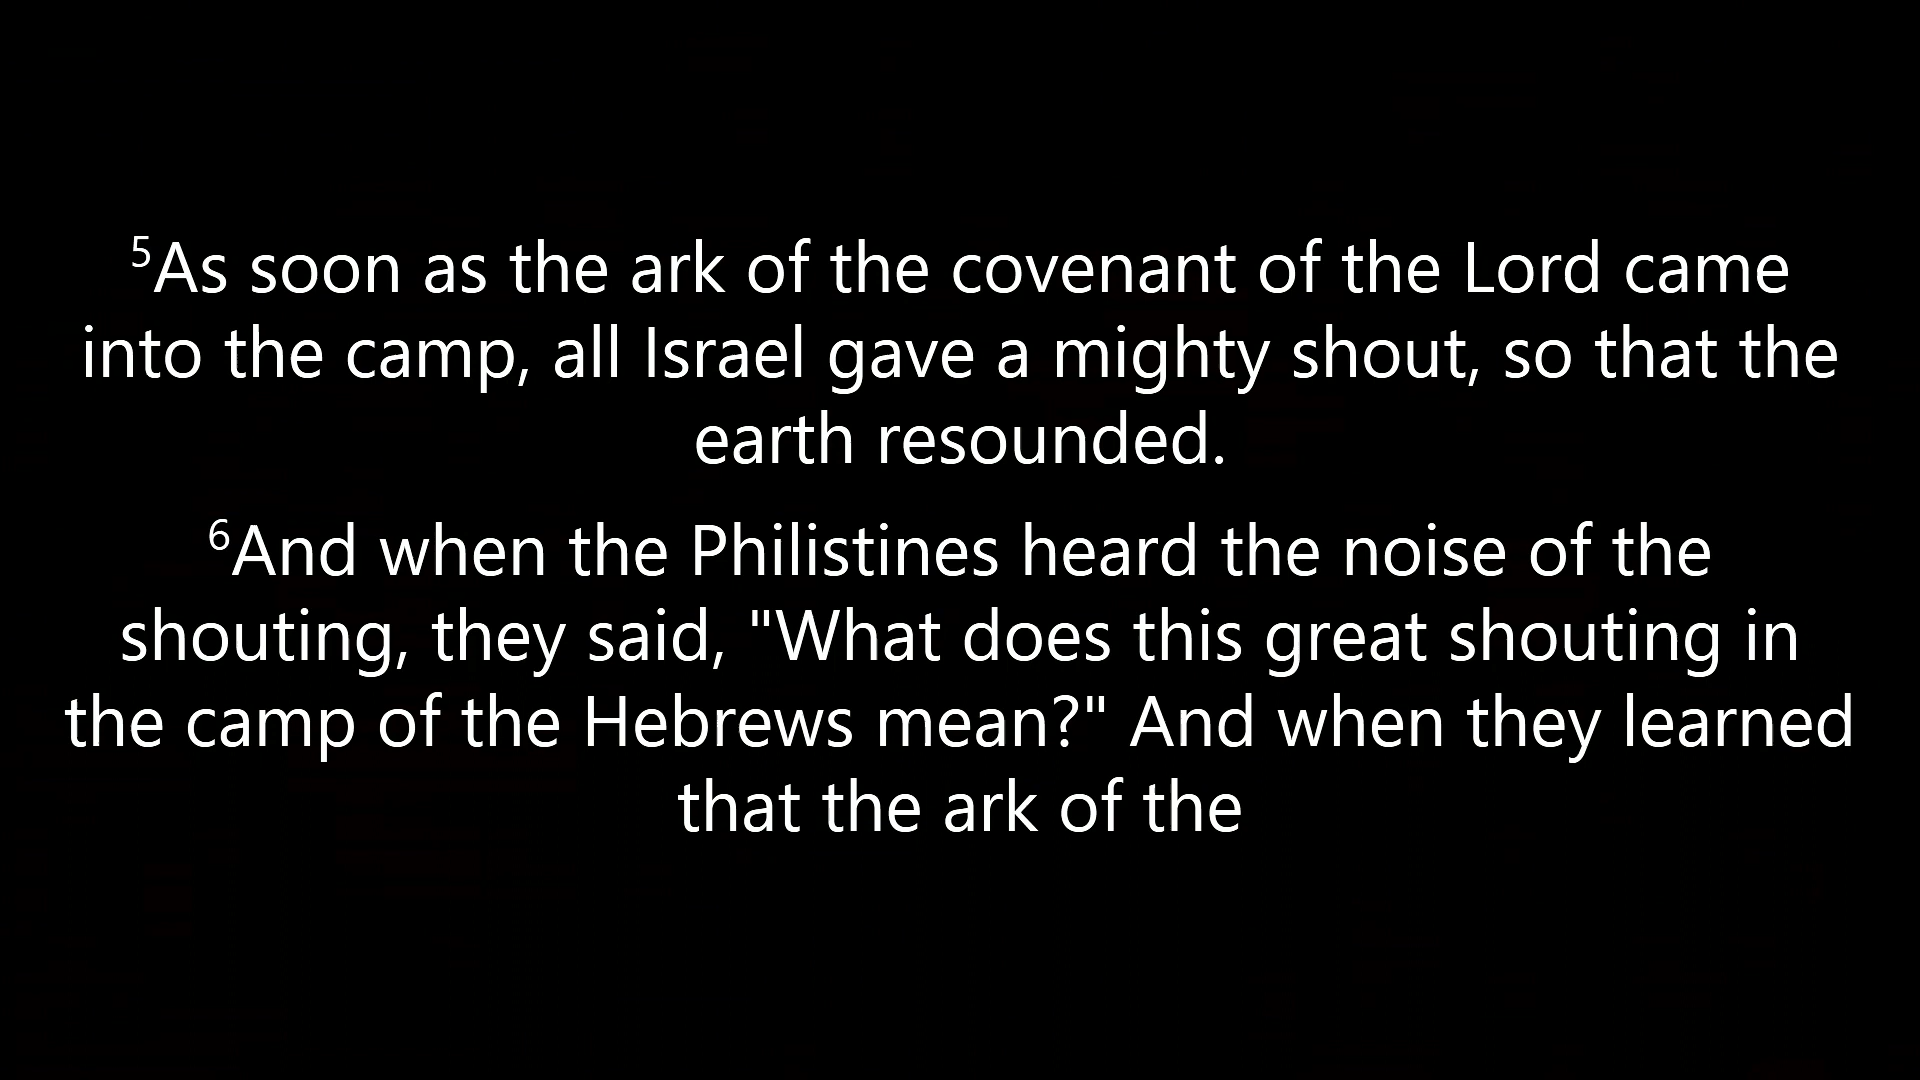 ⁵As soon as the ark of the covenant of the Lord came
into the camp, all Israel gave a mighty shout, so that the
earth resounded.
⁶And when the Philistines heard the noise of the
shouting, they said, "What does this great shouting in
the camp of the Hebrews mean?" And when they learned
that the ark of the